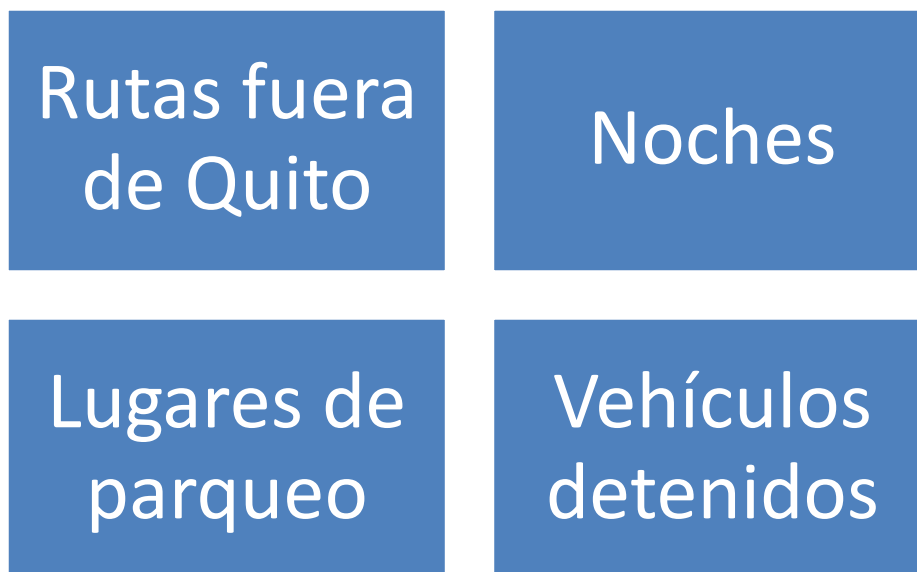 Rutas fuera
de Quito
Noches
Lugares de
parqueo
Vehículos
detenidos